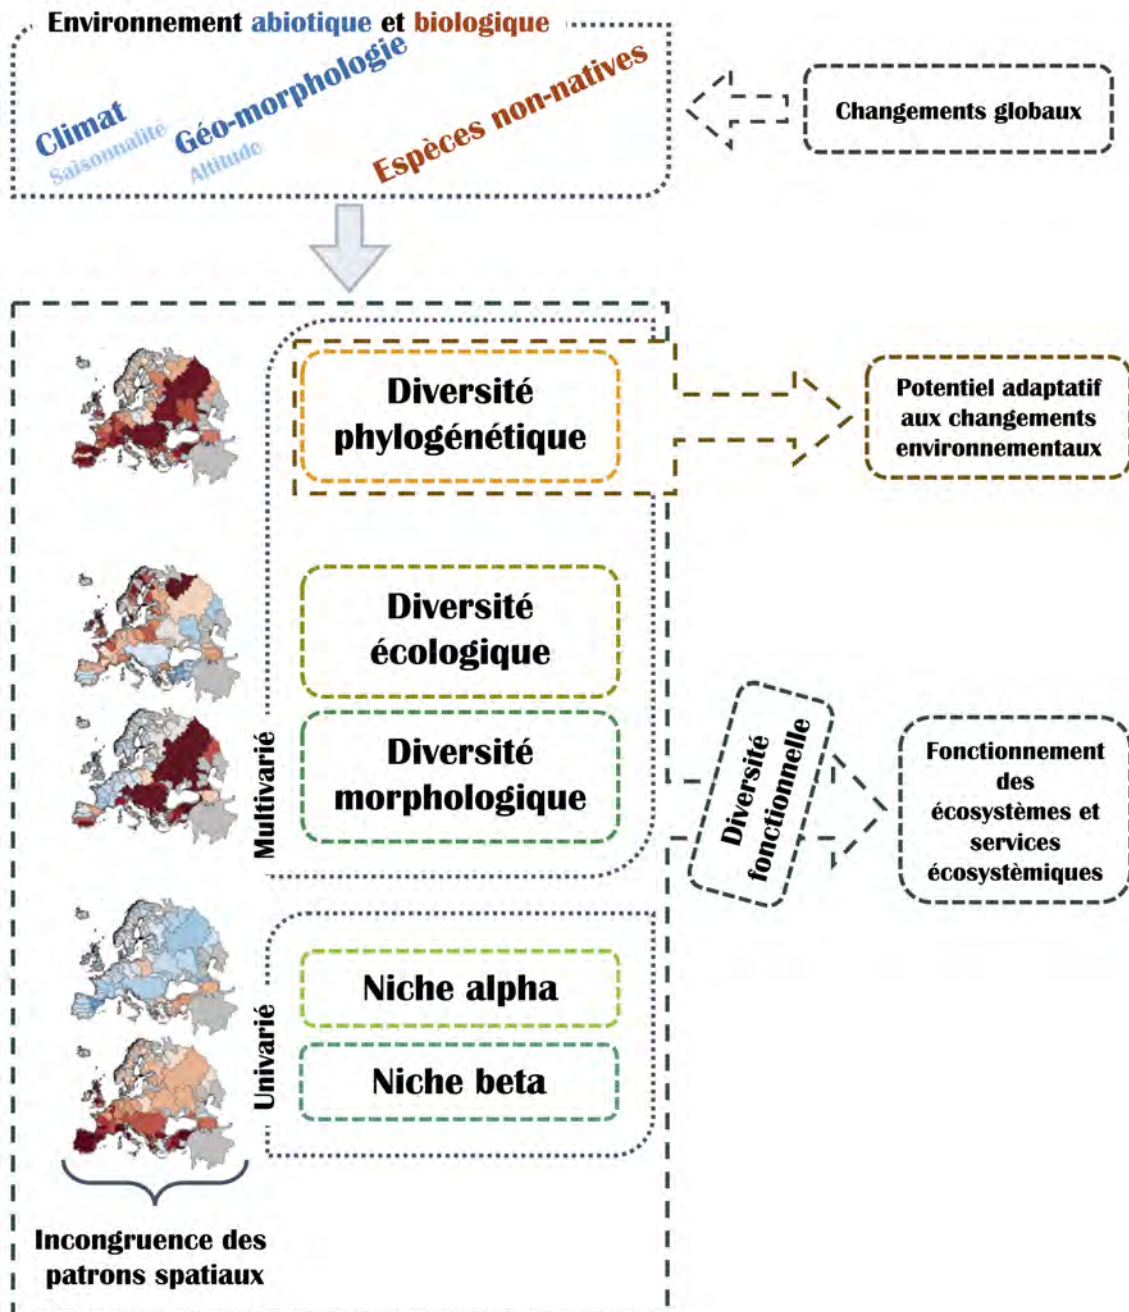 Environnement abiotique et biologique
Climat
Saisonnalité
Géo-morphologie
Altitude
Espèces non-natives
Changements globaux
Diversité
phylogénétique
Potentiel adaptatif
aux changements
environnementaux
Diversité
écologique
Diversité
morphologique
Multivarié
Diversité
fonctionnelle
Fonctionnement
des
écosystèmes et
services
écosystèmiques
Niche alpha
Niche beta
Univarié
Incongruence des
patrons spatiaux